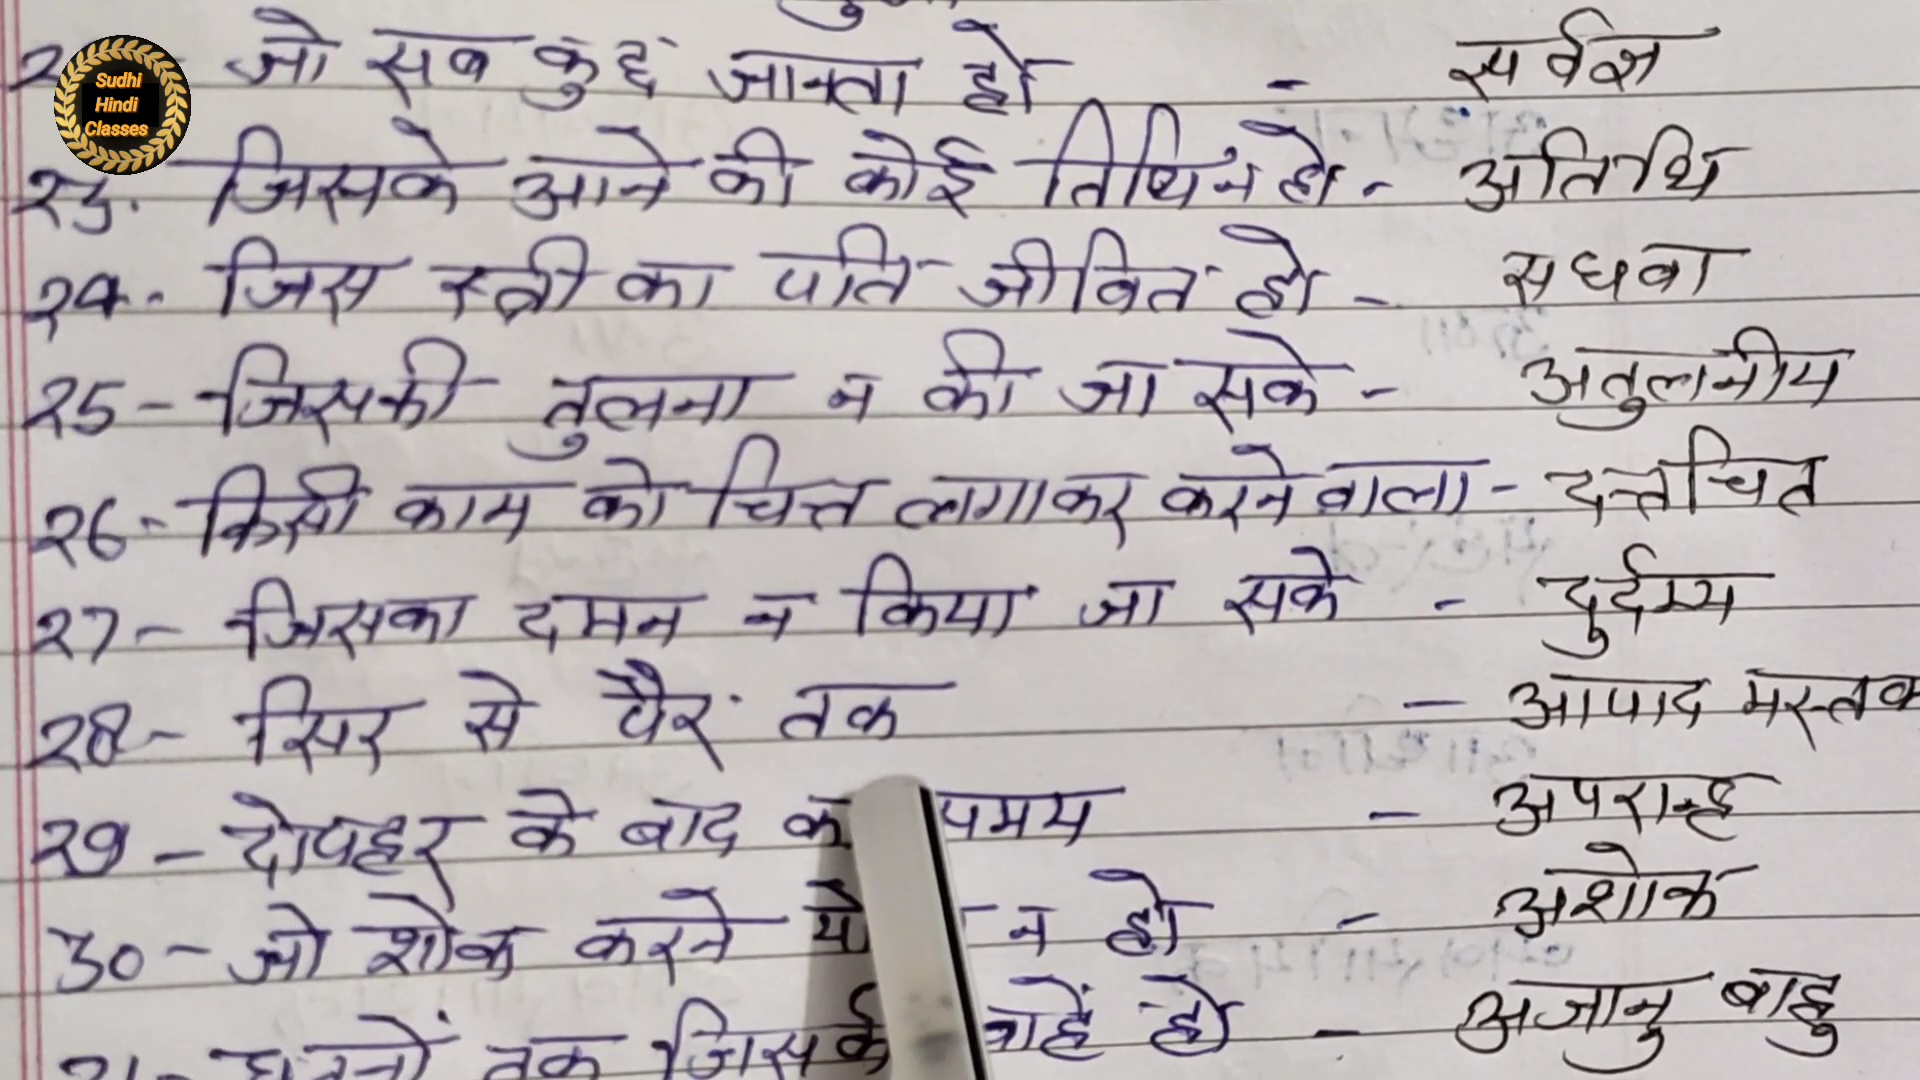 Sudhi
Hindi
Classes
जो सब कुछ जानता हो - सर्वज्ञ
23. जिसके आने की कोई तिथि न हो - अतिथि
24. जिस स्त्री का पति जीवित हो - सधवा
25 - जिसकी तुलना न की जा सके - अतुलनीय
26 - किसी काम को चित्त लगाकर करने वाला - दत्तचित
27 - जिसका दमन न किया जा सके - दुर्दम्य
28 - सिर से पैर तक - आपाद मस्तक
29 - दोपहर के बाद समय - अपरान्ह
30 - जो शोक करने न हो - अशोक
31 - घुटनों तक जिसकी बाहें हो - अजानु बाहु